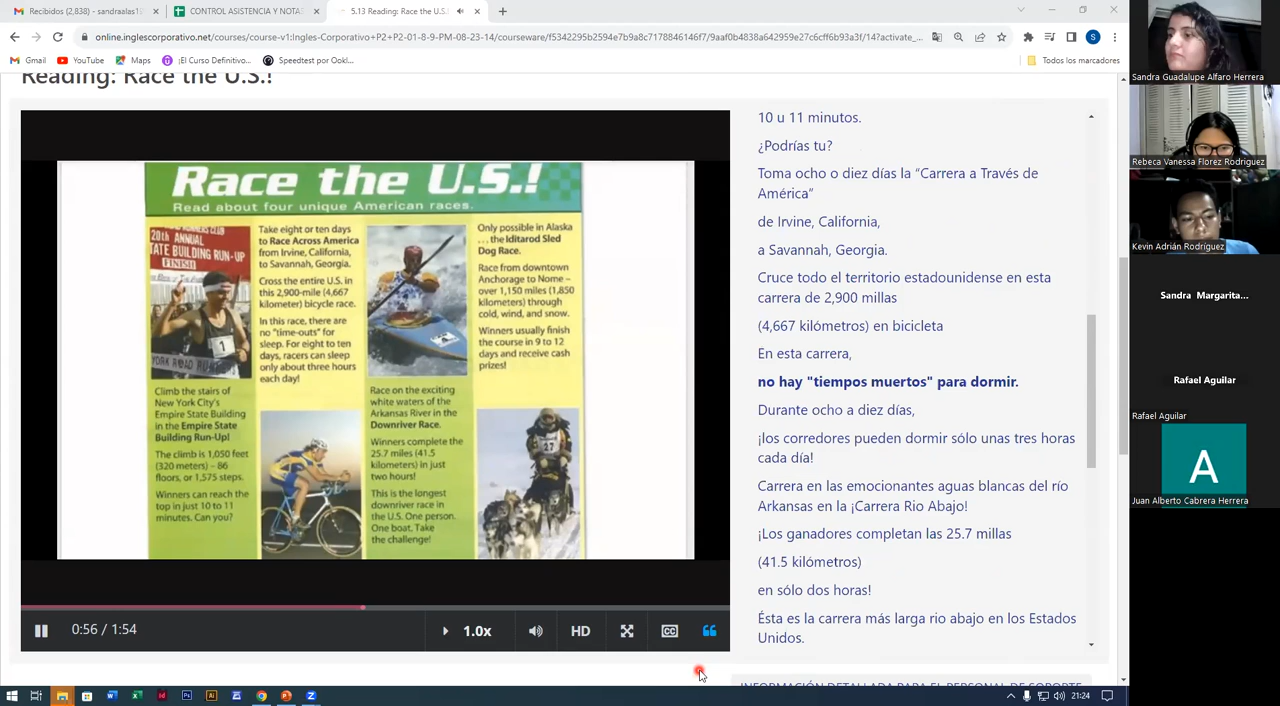 Recibidos (2,838) - sandraalas1
CONTROL ASISTENCIA Y NOTAS
5.13 Reading: Race the U.S.
online.inglescorporativo.net/courses/course-v1:Ingles-Corporativo+P2+P2-01-8-9-PM-08-23-14/courseware/f5342295b2594e7b9a8c7178846146f7/9aaf0b4838a642959e27c6cff6b93a3f/14?activate_...
S
Gmail
YouTube
Maps
¡El Curso Definitivo...
Speedtest por Ookl...
Todos los marcadores
Reading: Race the U.S.!
Race the U.S.!
Read about four unique American races.
20th ANNUAL
FINISH
1
Climb the stairs of
New York City's
Empire State Building
in the Empire State
Building Run-Up!
The climb is 1,050 feet
(320 meters) – 86
floors, or 1,575 steps.
Winners can reach the
top in just 10 to 11
minutes. Can you?
Take eight or ten days
to Race Across America
from Irvine, California,
to Savannah, Georgia.
Cross the entire U.S. in
this 2,900-mile (4,667
kilometer) bicycle race.
In this race, there are
no "time-outs" for
sleep. For eight to ten
days, racers can sleep
only about three hours
each day!
Race on the exciting
white waters of the
Arkansas River in the
Downriver Race.
Winners complete the
25.7 miles (41.5
kilometers) in just
two hours!
This is the longest
downriver race in
the U.S. One person.
One boat. Take
the challenge!
Only possible in Alaska
... the Iditarod Sled
Dog Race.
Race from downtown
Anchorage to Nome –
over 1,150 miles (1,850
kilometers) through
cold, wind, and snow.
Winners usually finish
the course in 9 to 12
days and receive cash
prizes!
27
0:56 / 1:54
1.0x
HD
CC
10 u 11 minutos.
¿Podrías tu?
Toma ocho o diez días la “Carrera a Través de
América”
de Irvine, California,
a Savannah, Georgia.
Cruce todo el territorio estadounidense en esta
carrera de 2,900 millas
(4,667 kilómetros) en bicicleta
En esta carrera,
no hay "tiempos muertos" para dormir.
Durante ocho a diez días,
¡los corredores pueden dormir sólo unas tres horas
cada día!
Carrera en las emocionantes aguas blancas del río
Arkansas en la ¡Carrera Rio Abajo!
¡Los ganadores completan las 25.7 millas
(41.5 kilómetros)
en sólo dos horas!
Ésta es la carrera más larga rio abajo en los Estados
Unidos.
INFORMACIÓN DETALLADA PARA EL PERSONAL DE SOPORTE
Sandra Guadalupe Alfaro Herrera
Rebeca Vanessa Florez Rodriguez
Kevin Adrián Rodríguez
Sandra Margarita...
Rafael Aguilar
Rafael Aguilar
A
Juan Alberto Cabrera Herrera
21:24